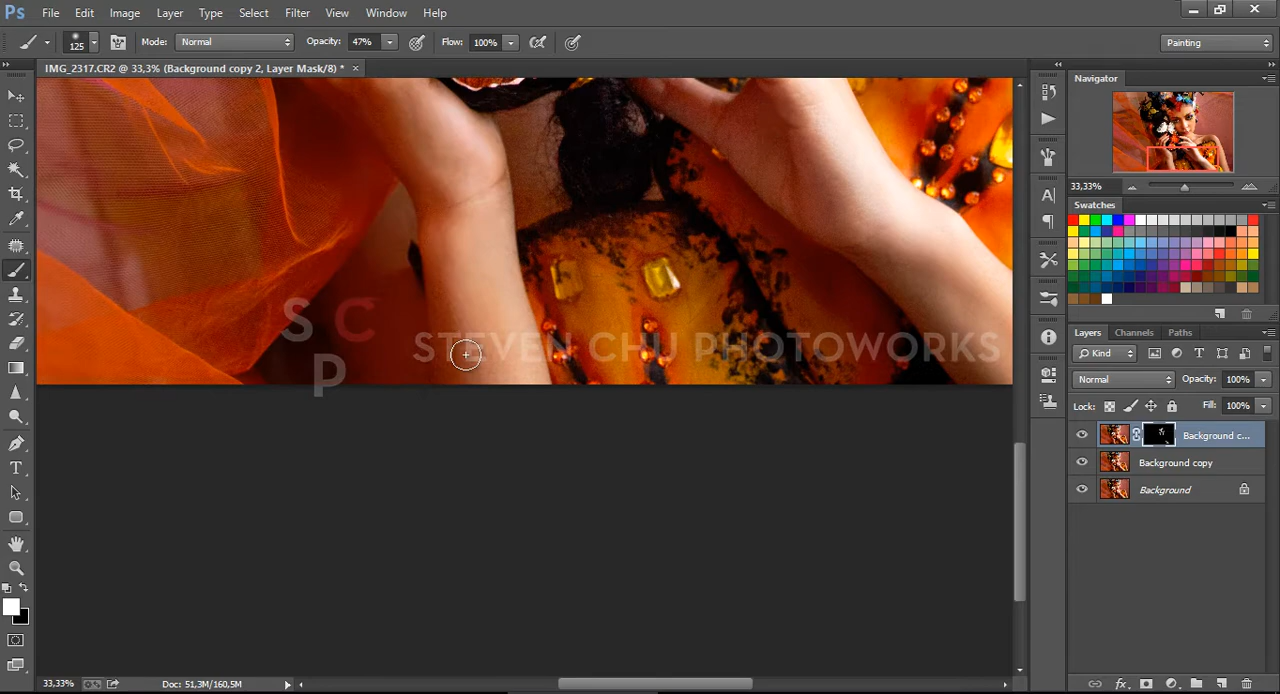 Ps File Edit Image Layer Type Select Filter View Window Help
125 Mode: Normal Opacity: 47% Flow: 100% Painting
IMG_2317.CR2 @ 33,3% (Background copy 2, Layer Mask/8) * ×
Navigator
33,33%
Swatches
S C
P
STEVEN CHU PHOTOWORKS
Layers Channels Paths
Kind
Normal Opacity: 100%
Lock: Fill: 100%
Background c...
Background copy
Background
33,33% Doc: 51,3M/160,5M